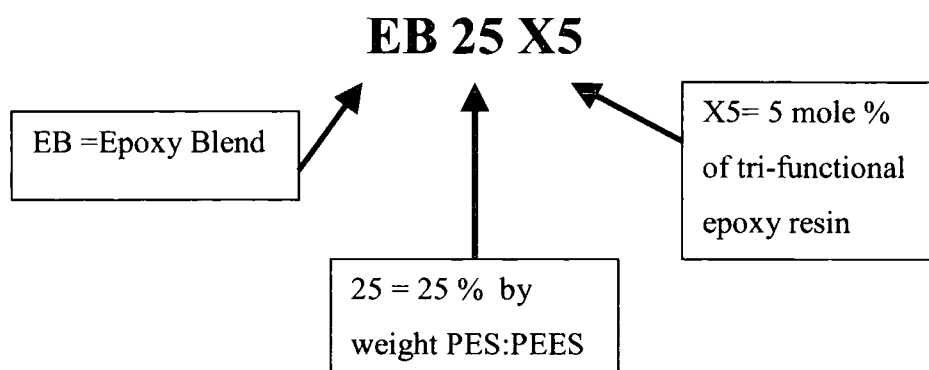 EB 25 X5
EB =Epoxy Blend
X5= 5 mole %
of tri-functional
epoxy resin
25 = 25 % by
weight PES:PEES